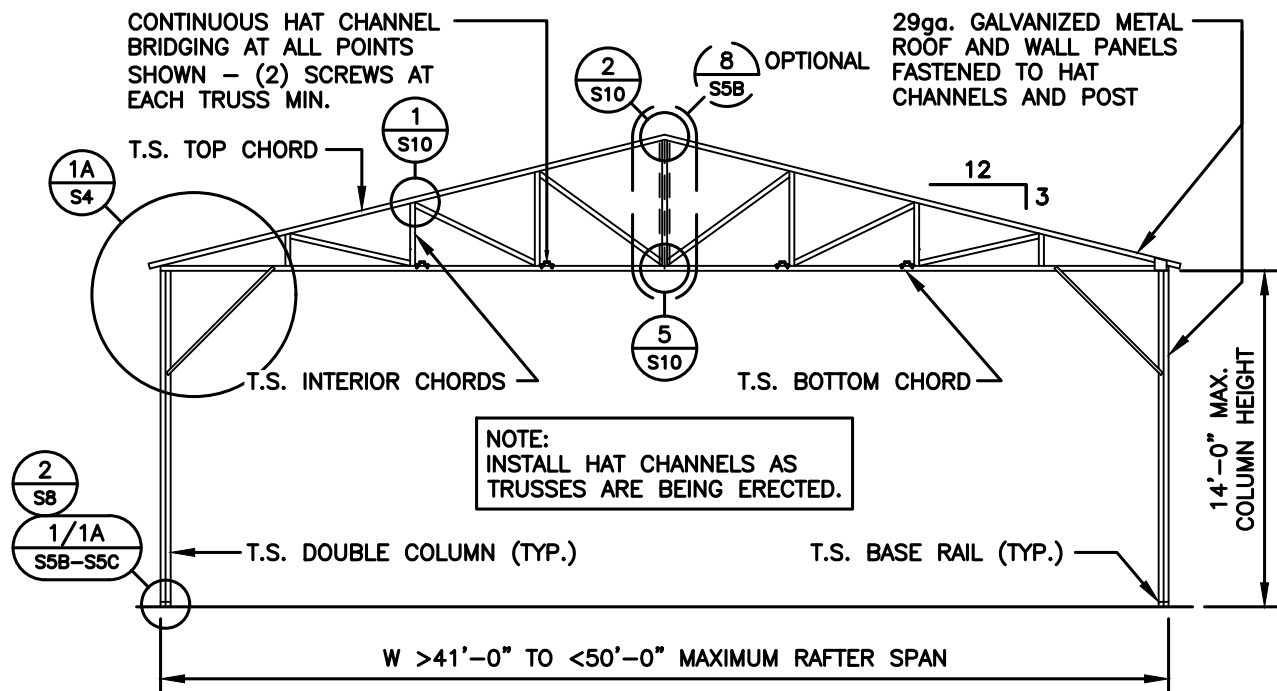 CONTINUOUS HAT CHANNEL
BRIDGING AT ALL POINTS
SHOWN – (2) SCREWS AT
EACH TRUSS MIN.
T.S. TOP CHORD
1A
S4
1
S10
2
S10
8
S5B
OPTIONAL
29ga. GALVANIZED METAL
ROOF AND WALL PANELS
FASTENED TO HAT
CHANNELS AND POST
12
3
5
S10
T.S. INTERIOR CHORDS
T.S. BOTTOM CHORD
14'-0" MAX.
COLUMN HEIGHT
NOTE:
INSTALL HAT CHANNELS AS
TRUSSES ARE BEING ERECTED.
2
S8
1/1A
S5B–S5C
T.S. DOUBLE COLUMN (TYP.)
T.S. BASE RAIL (TYP.)
W >41'-0" TO <50'-0" MAXIMUM RAFTER SPAN